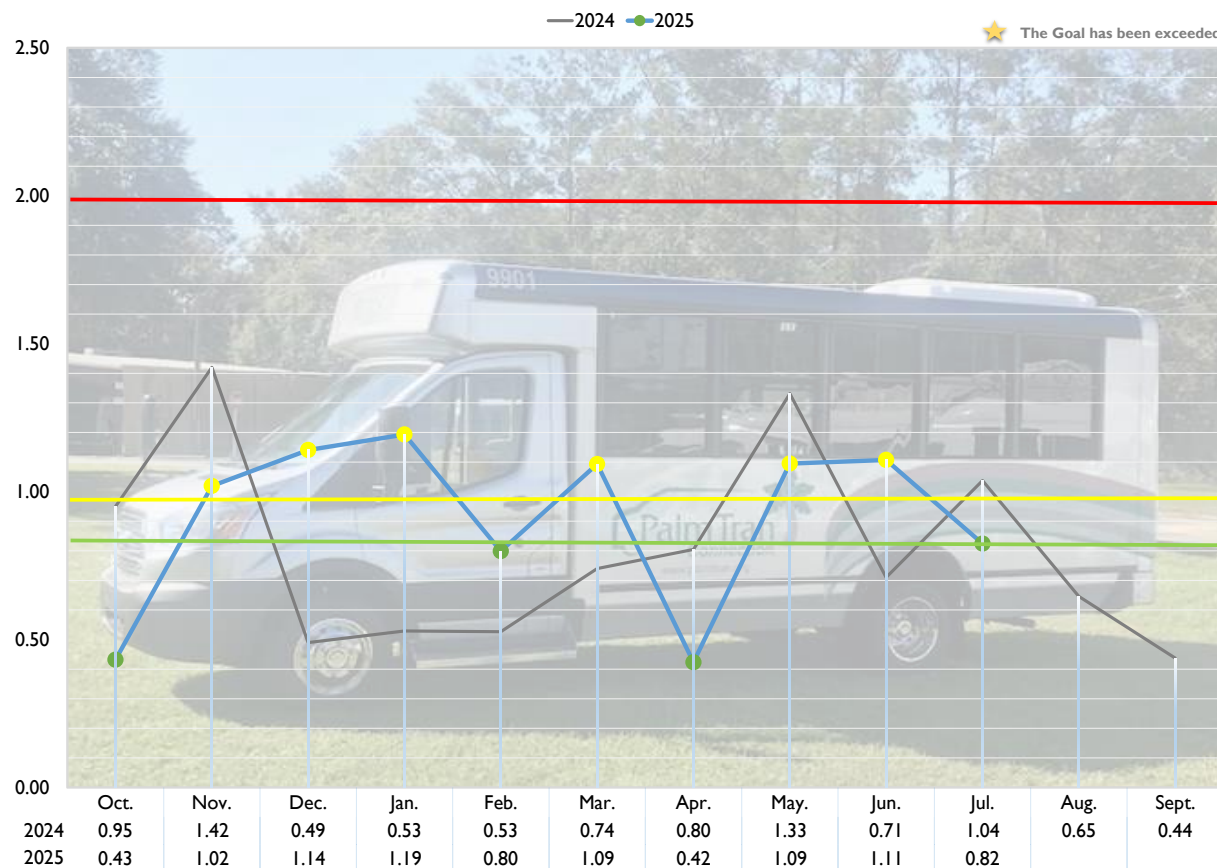 2024 2025
The Goal has been exceeded
2.50
2.00
1.50
1.00
0.50
0.00
9901
PalmTran
CONNECTION
Oct. Nov. Dec. Jan. Feb. Mar. Apr. May. Jun. Jul. Aug. Sept.
2024 0.95 1.42 0.49 0.53 0.53 0.74 0.80 1.33 0.71 1.04 0.65 0.44
2025 0.43 1.02 1.14 1.19 0.80 1.09 0.42 1.09 1.11 0.82